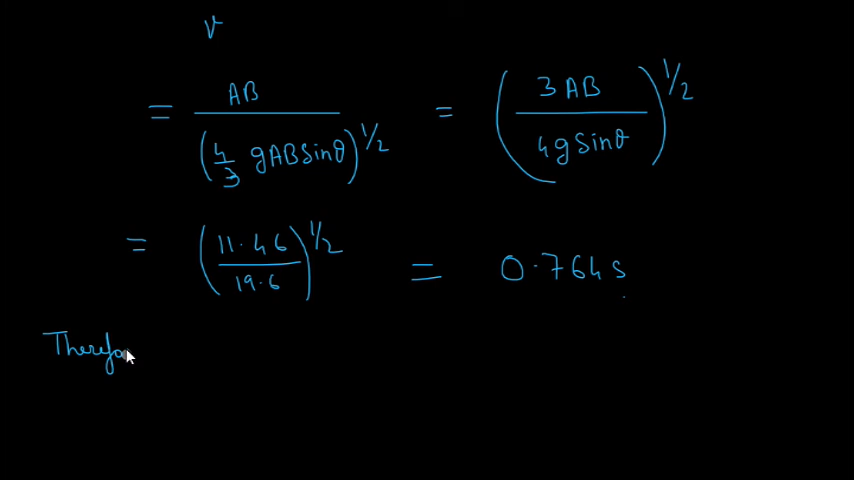 v
= AB / (4/3 gABSinθ)^1/2 = (3AB / 4gSinθ)^1/2
= (11.46 / 19.6)^1/2 = 0.764s
Therefo